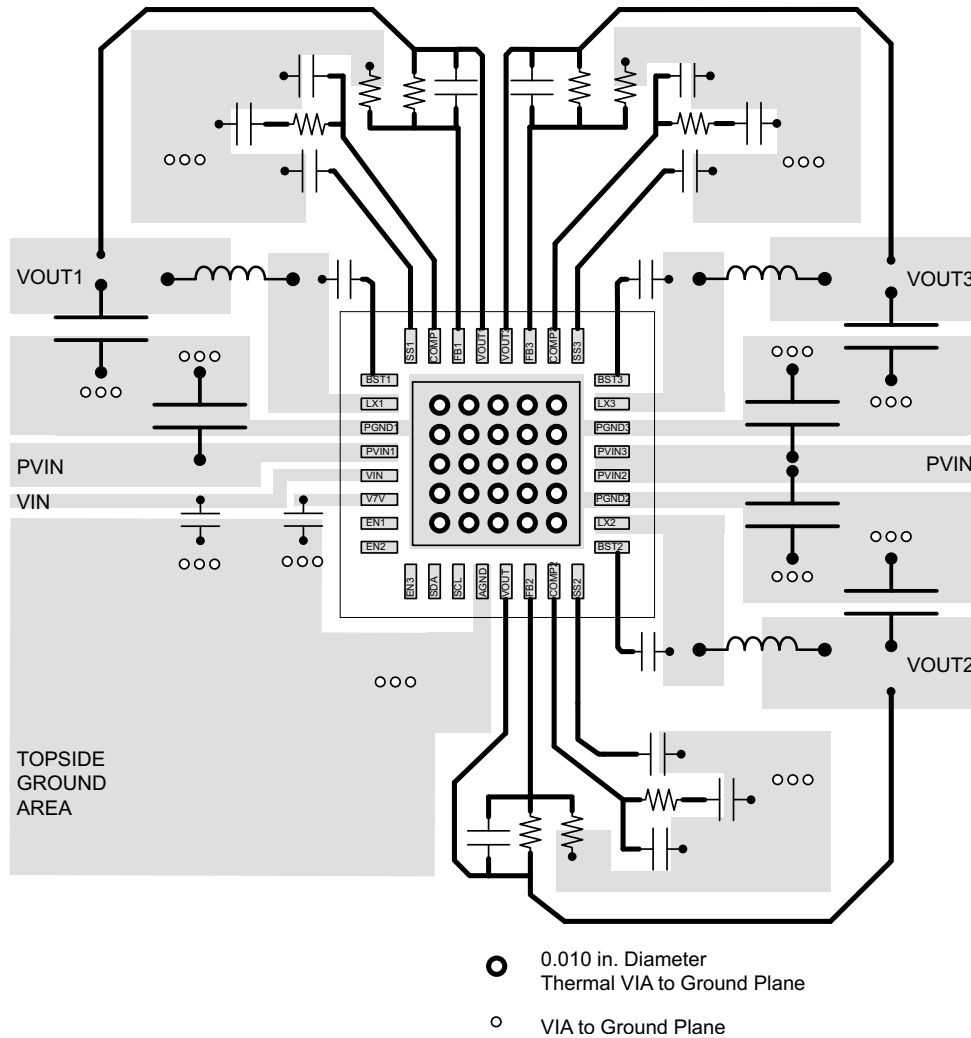 VOUT1
VOUT3
SS1
COMP1
FB1
VOUT1
VOUT3
FB3
COMP3
SS3
BST1
LX1
PGND1
PVIN1
VIN
V7V
EN1
EN2
BST3
LX3
PGND3
PVIN3
PVIN2
PGND2
LX2
BST2
PVIN
VIN
PVIN
EN3
SDA
SCL
AGND
VOUT
FB2
COMP2
SS2
VOUT2
TOPSIDE
GROUND
AREA
0.010 in. Diameter
Thermal VIA to Ground Plane
VIA to Ground Plane